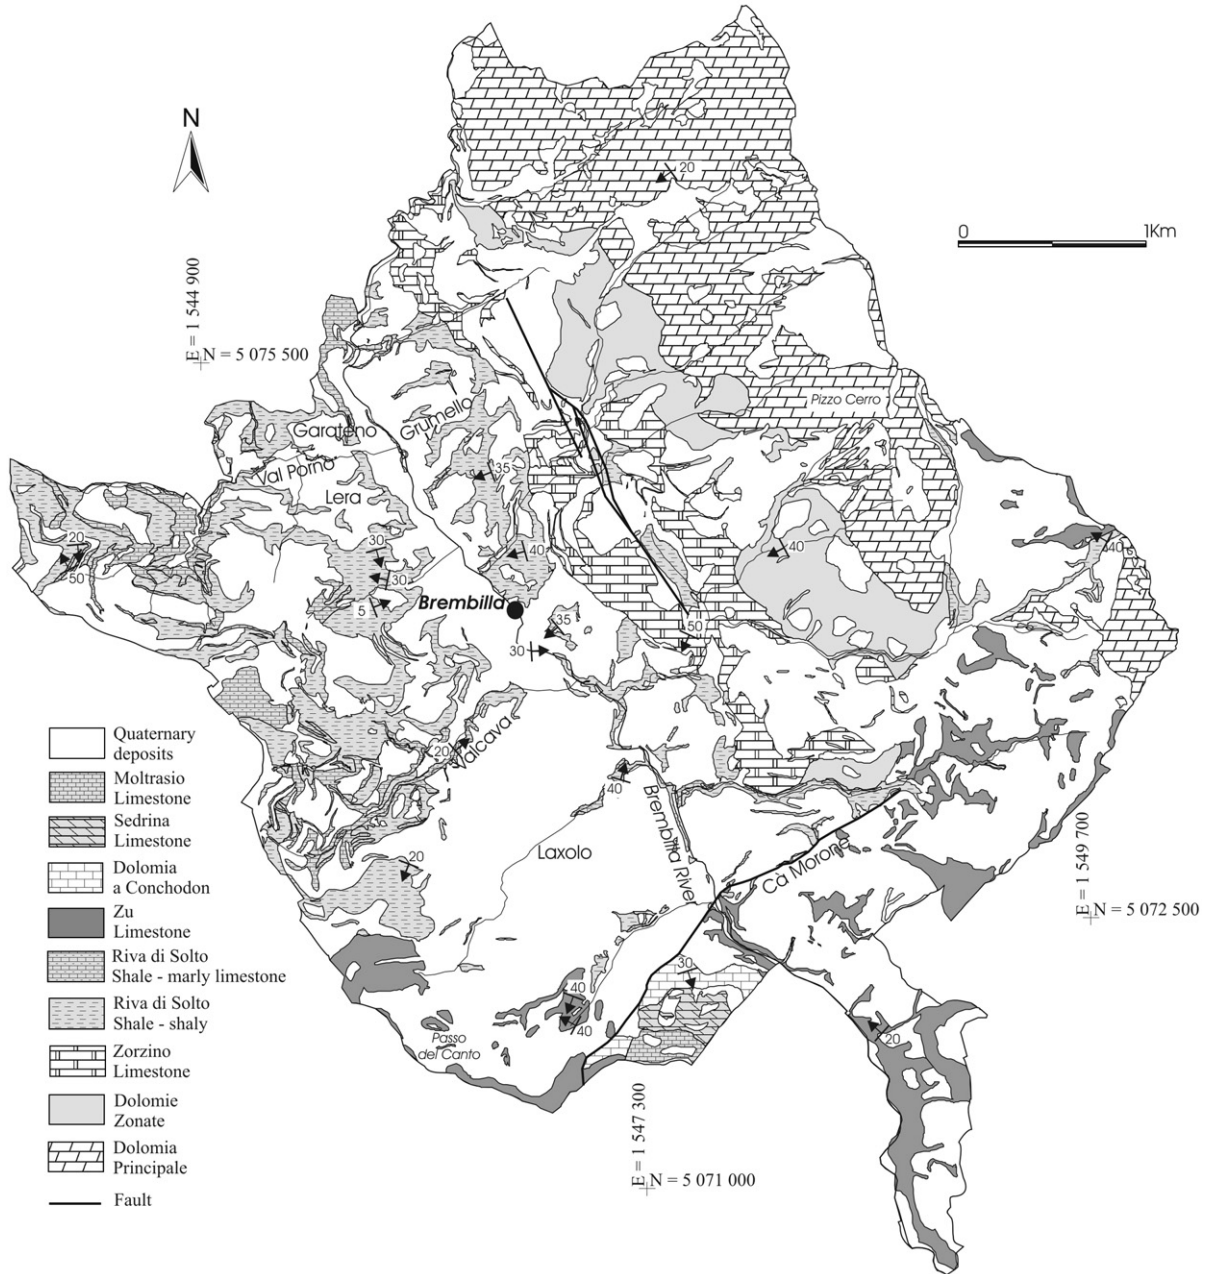 N
20
0
1Km
E = 1 544 900
N = 5 075 500
Pizzo Cerro
Garateno
Grumello
Val Porno
35
Lera
20
50
30
40
40
40
30
5
Brembilla
35
50
30
Valcava
20
40
Brembilla River
Laxolo
Cà Morone
20
E = 1 549 700
N = 5 072 500
30
40
40
Passo
del Canto
20
E = 1 547 300
N = 5 071 000
Quaternary
deposits
Moltrasio
Limestone
Sedrina
Limestone
Dolomia
a Conchodon
Zu
Limestone
Riva di Solto
Shale - marly limestone
Riva di Solto
Shale - shaly
Zorzino
Limestone
Dolomie
Zonate
Dolomia
Principale
Fault